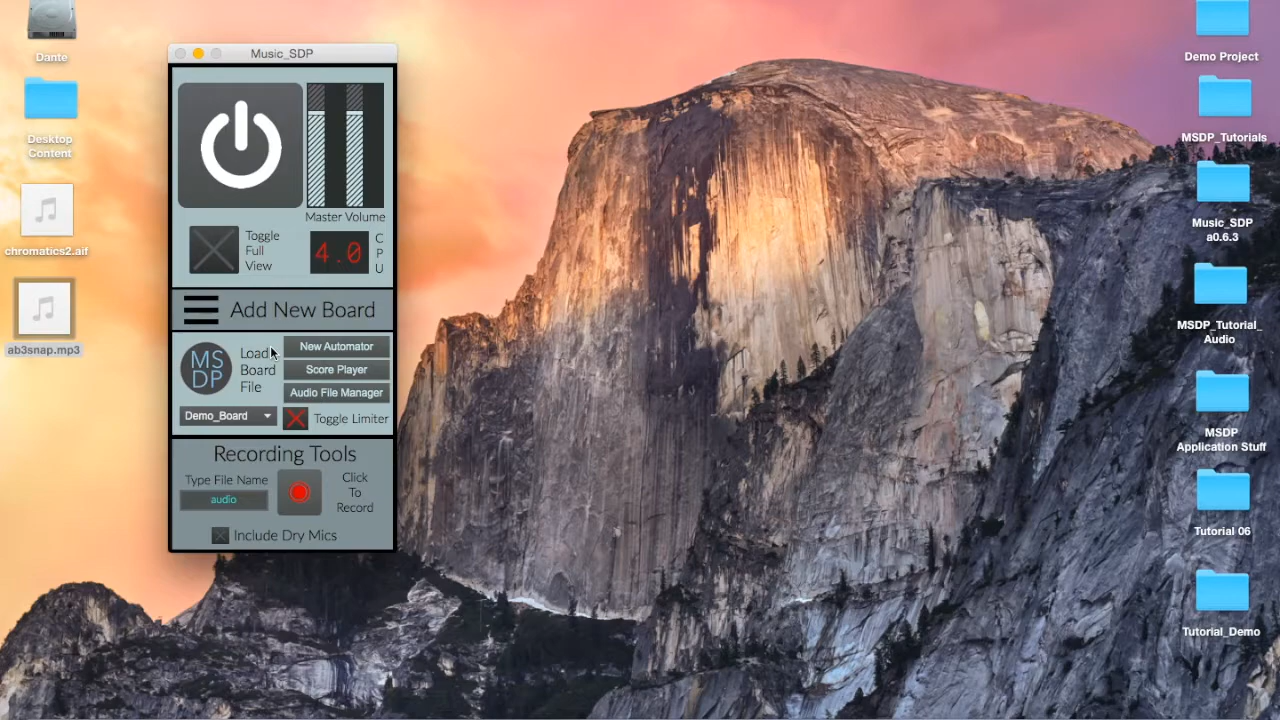 Dante
Desktop
Content
chromatics2.aif
ab3snap.mp3
Music_SDP
Master Volume
Toggle
Full
View
4.0
C
P
U
Add New Board
MS
DP
Load
Board
File
New Automator
Score Player
Audio File Manager
Demo_Board
Toggle Limiter
Recording Tools
Type File Name
audio
Click
To
Record
Include Dry Mics
Demo Project
MSDP_Tutorials
Music_SDP
a0.6.3
MSDP_Tutorial_
Audio
MSDP
Application Stuff
Tutorial 06
Tutorial_Demo